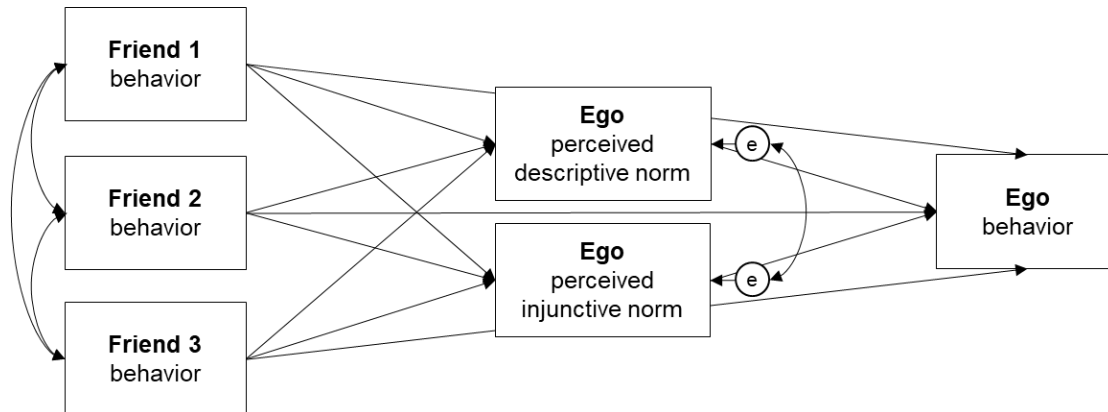 Friend 1
behavior
Friend 2
behavior
Friend 3
behavior
Ego
perceived
descriptive norm
e
Ego
perceived
injunctive norm
e
Ego
behavior